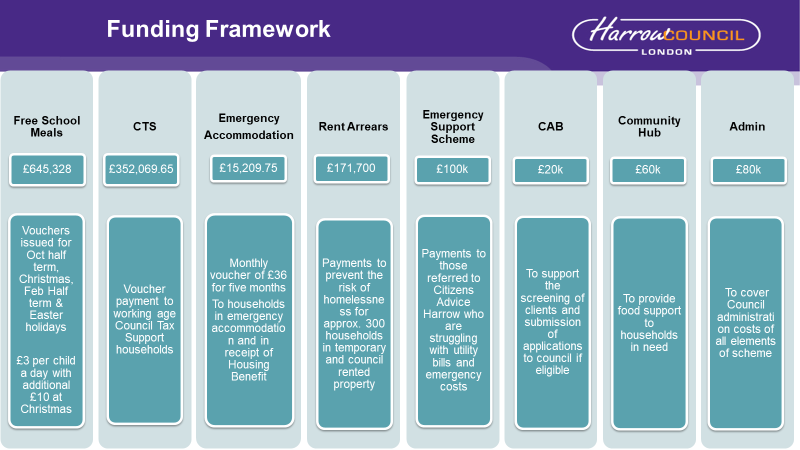 Funding Framework
Harrow COUNCIL
LONDON
Free School
Meals
£645,328
Vouchers
issued for
Oct half
term,
Christmas,
Feb Half
term &
Easter
holidays
£3 per child
a day with
additional
£10 at
Christmas
CTS
£352,069.65
Voucher
payment to
working age
Council Tax
Support
households
Emergency
Accommodation
£15,209.75
Monthly
voucher of £36
for five months
To households
in emergency
accommodatio
n and in
receipt of
Housing
Benefit
Rent Arrears
£171,700
Payments to
prevent the
risk of
homelessne
ss for
approx. 300
households
in temporary
and council
rented
property
Emergency
Support
Scheme
£100k
Payments to
those
referred to
Citizens
Advice
Harrow who
are
struggling
with utility
bills and
emergency
costs
CAB
£20k
To support
the
screening of
clients and
submission
of
applications
to council if
eligible
Community
Hub
£60k
To provide
food support
to
households
in need
Admin
£80k
To cover
Council
administrati
on costs of
all elements
of scheme